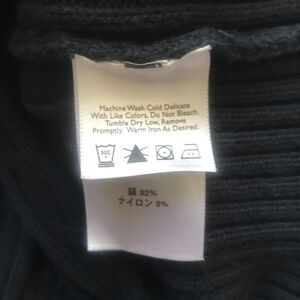 Machine Wash Cold Delicate
With Like Colors. Do Not Bleach.
Tumble Dry Low, Remove
Promptly. Warm Iron As Desired.
30C
綿 92%
ナイロン 8%